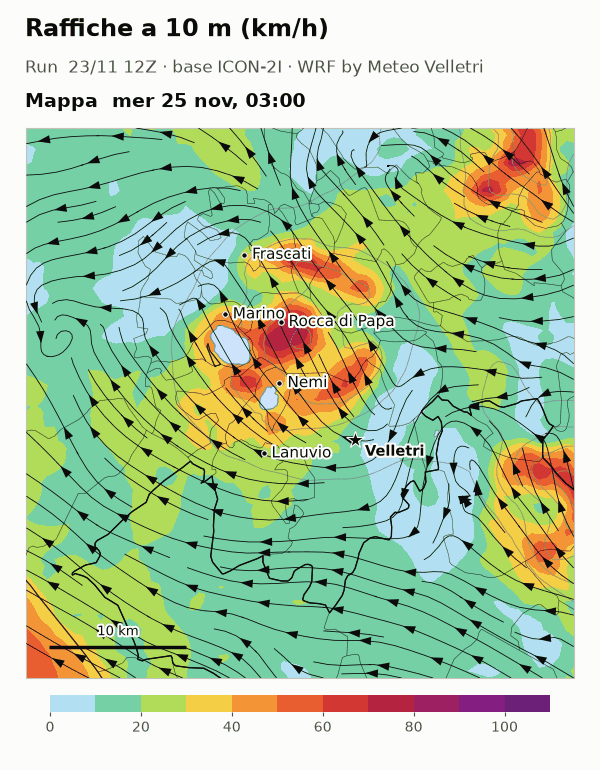 Raffiche a 10 m (km/h)
Run  23/11 12Z · base ICON-2I · WRF by Meteo Velletri
Mappa  mer 25 nov, 03:00
Frascati
Marino
Rocca di Papa
Nemi
Velletri
Lanuvio
10 km
0 20 40 60 80 100